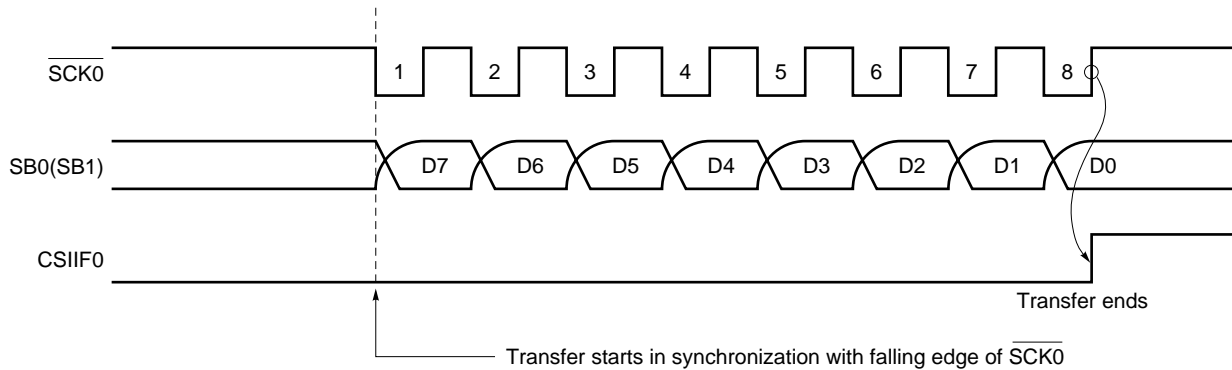 SCK0
1 2 3 4 5 6 7 8
SB0(SB1)
D7 D6 D5 D4 D3 D2 D1 D0
CSIIF0
Transfer ends
Transfer starts in synchronization with falling edge of SCK0